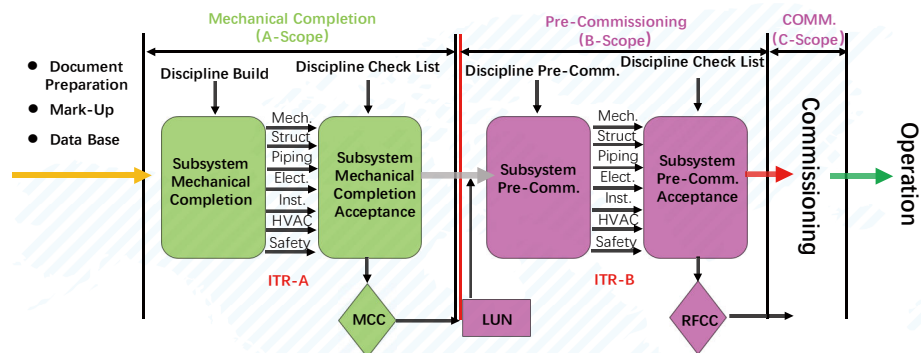 Mechanical Completion
(A-Scope)
Pre-Commissioning
(B-Scope)
COMM.
(C-Scope)
● Document
Preparation
● Mark-Up
● Data Base
Discipline Build
Discipline Check List
Discipline Pre-Comm.
Discipline Check List
Subsystem
Mechanical
Completion
Mech.
Struct
Piping
Elect.
Inst.
HVAC
Safety
ITR-A
Subsystem
Mechanical
Completion
Acceptance
MCC
LUN
Subsystem
Pre-Comm.
Mech.
Struct
Piping
Elect.
Inst.
HVAC
Safety
ITR-B
Subsystem
Pre-Comm.
Acceptance
RFCC
Commissioning
Operation